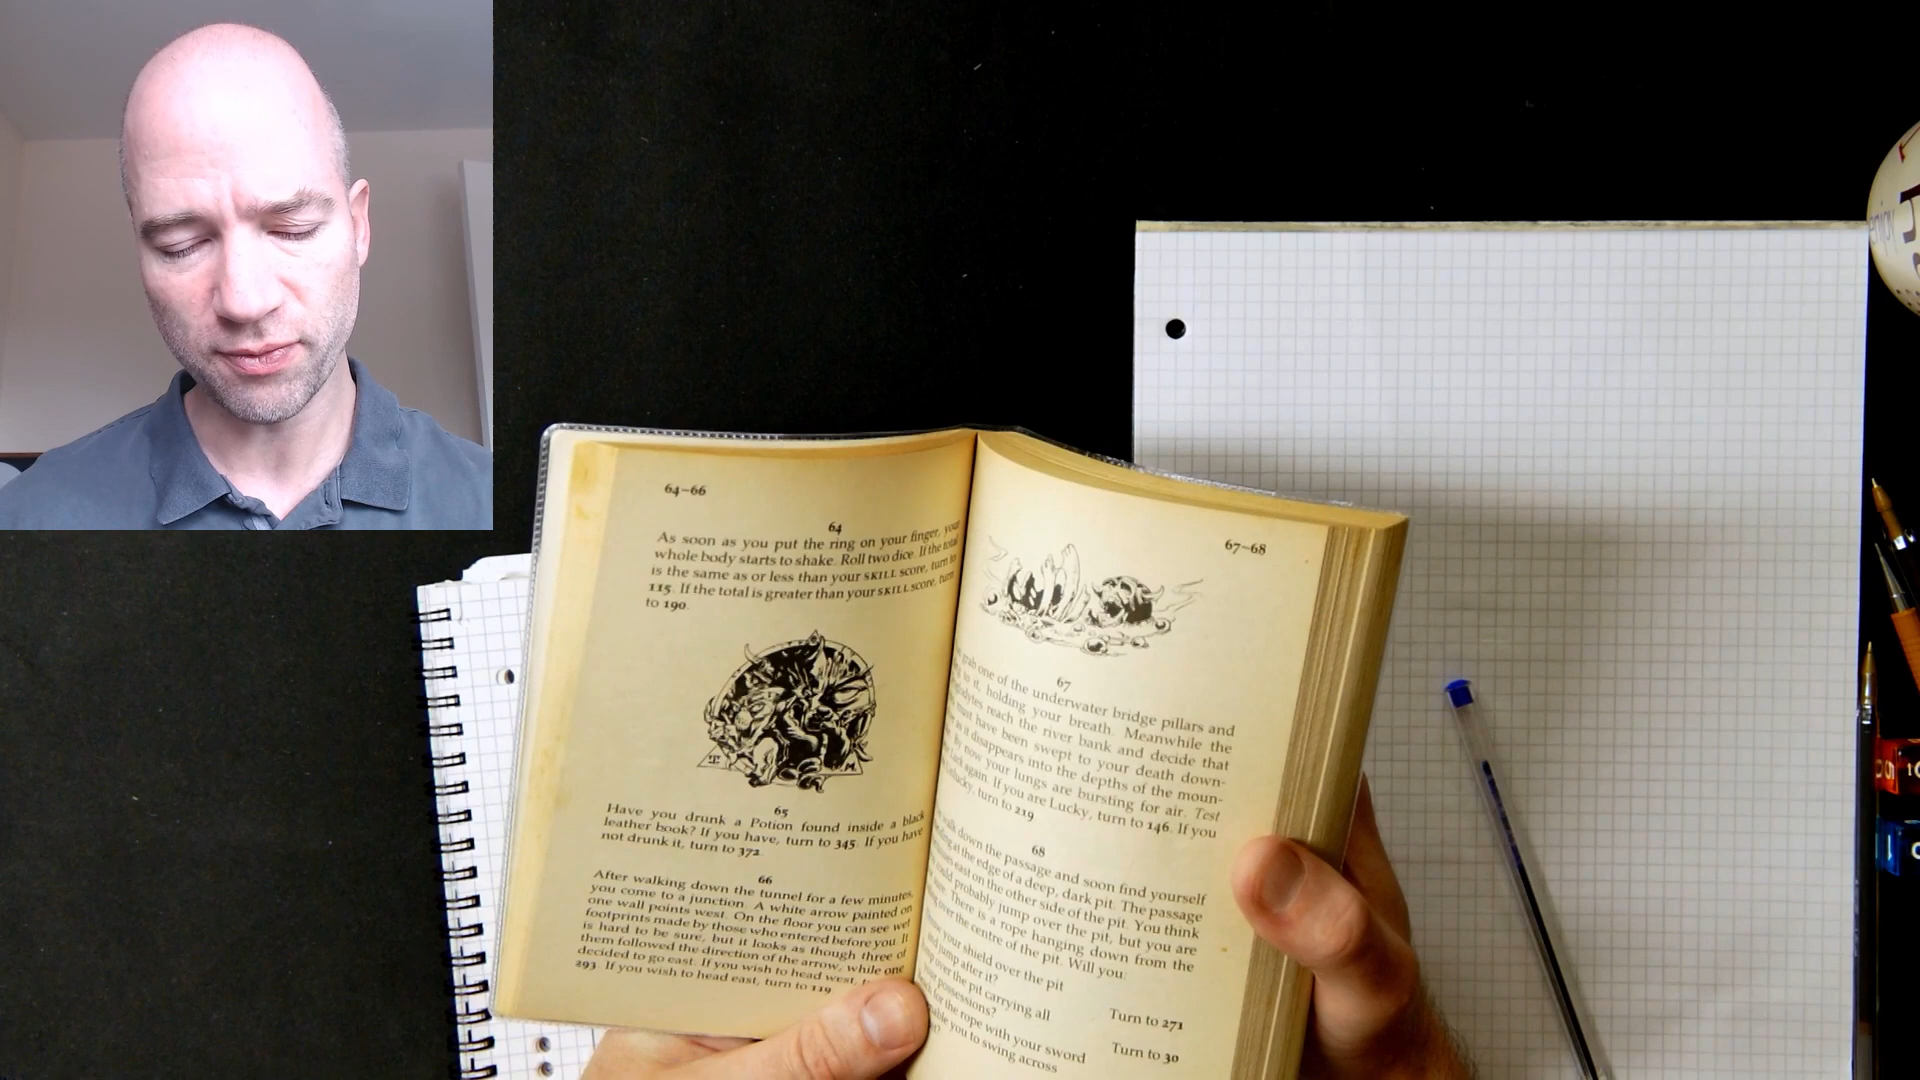 64–66
64
As soon as you put the ring on your finger, your
whole body starts to shake. Roll two dice. If the total
is the same as or less than your SKILL score, turn to
115. If the total is greater than your SKILL score, turn
to 190.
65
Have you drunk a Potion found inside a black
leather book? If you have, turn to 345. If you have
not drunk it, turn to 372.
66
After walking down the tunnel for a few minutes,
you come to a junction. A white arrow painted on
one wall points west. On the floor you can see wet
footprints made by those who entered before you. It
is hard to be sure, but it looks as though three of
them followed the direction of the arrow, while one
decided to go east. If you wish to head west,
293. If you wish to head east, turn to 119.
67–68
67
grab one of the underwater bridge pillars and
to it, holding your breath. Meanwhile the
reach the river bank and decide that
must have been swept to your death down-
as it disappears into the depths of the moun-
By now your lungs are bursting for air. Test
Luck again. If you are Lucky, turn to 146. If you
Unlucky, turn to 219
68
walk down the passage and soon find yourself
at the edge of a deep, dark pit. The passage
east on the other side of the pit. You think
could probably jump over the pit, but you are
sure. There is a rope hanging down from the
over the centre of the pit. Will you:
your shield over the pit
and jump after it?
Turn to 271
over the pit carrying all
your possessions?
Turn to 30
for the rope with your sword
you to swing across
enjoy